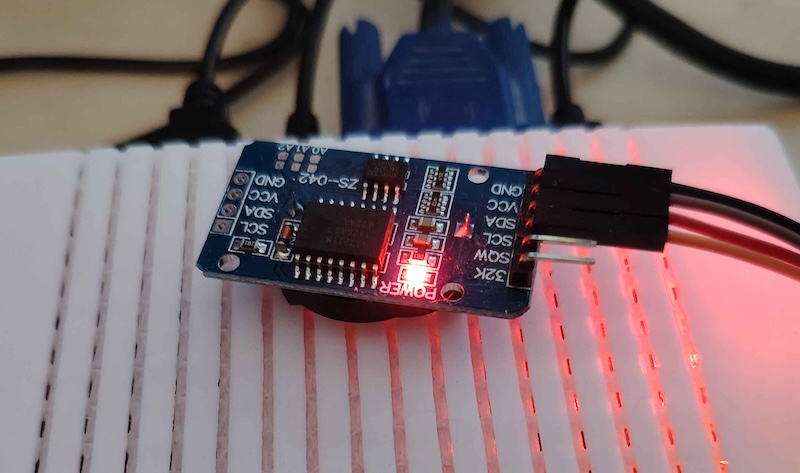 A0 A1 A2
ZS-042
GND
VCC
SDA
SCL
POWER
GND
VCC
SDA
SCL
SQW
32K